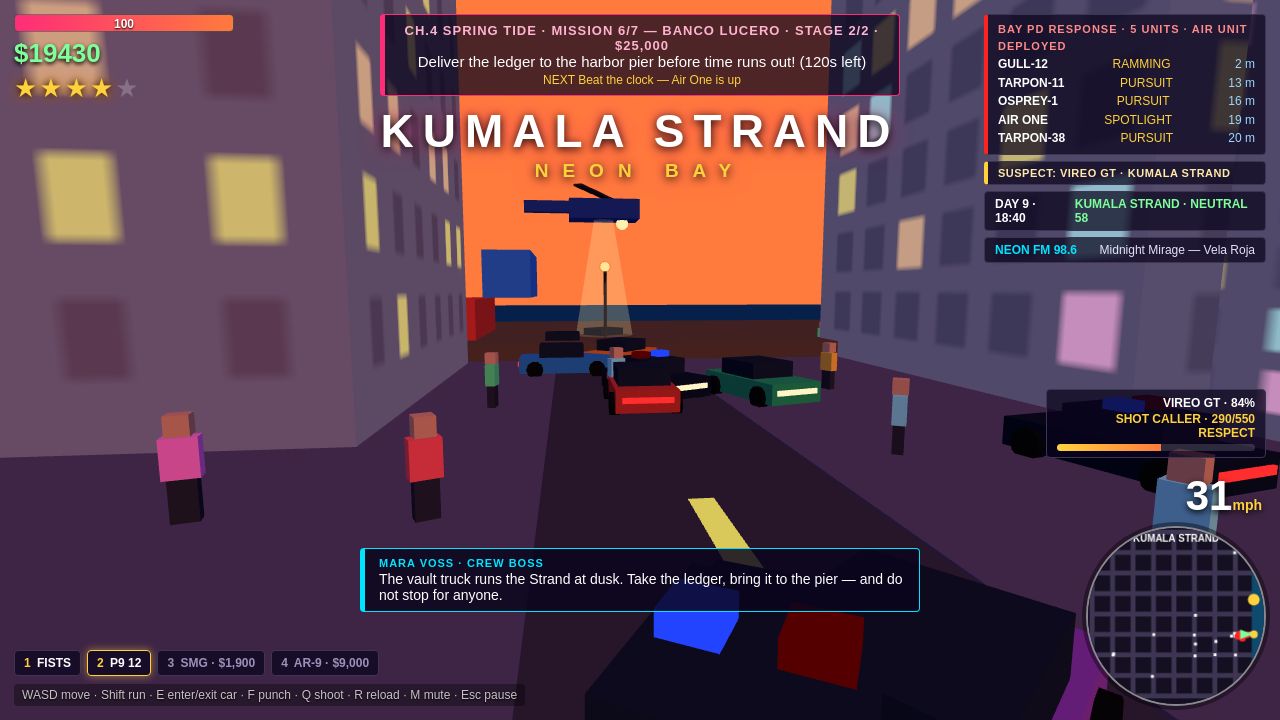 100
$19430
★★★★★
CH.4 SPRING TIDE · MISSION 6/7 — BANCO LUCERO · STAGE 2/2 ·
$25,000
Deliver the ledger to the harbor pier before time runs out! (120s left)
NEXT Beat the clock — Air One is up
KUMALA STRAND
NEON BAY
BAY PD RESPONSE · 5 UNITS · AIR UNIT
DEPLOYED
GULL-12 RAMMING 2 m
TARPON-11 PURSUIT 13 m
OSPREY-1 PURSUIT 16 m
AIR ONE SPOTLIGHT 19 m
TARPON-38 PURSUIT 20 m
SUSPECT: VIREO GT · KUMALA STRAND
DAY 9 ·
18:40
KUMALA STRAND · NEUTRAL
58
NEON FM 98.6 Midnight Mirage — Vela Roja
VIREO GT · 84%
SHOT CALLER · 290/550
RESPECT
31mph
KUMALA STRAND
MARA VOSS · CREW BOSS
The vault truck runs the Strand at dusk. Take the ledger, bring it to the pier — and do
not stop for anyone.
1 FISTS
2 P9 12
3 SMG · $1,900
4 AR-9 · $9,000
WASD move · Shift run · E enter/exit car · F punch · Q shoot · R reload · M mute · Esc pause